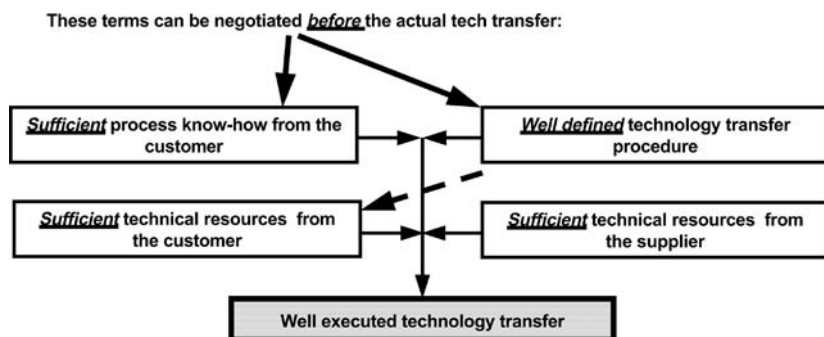 These terms can be negotiated before the actual tech transfer:
Sufficient process know-how from the
customer
Well defined technology transfer
procedure
Sufficient technical resources from
the customer
Sufficient technical resources from
the supplier
Well executed technology transfer